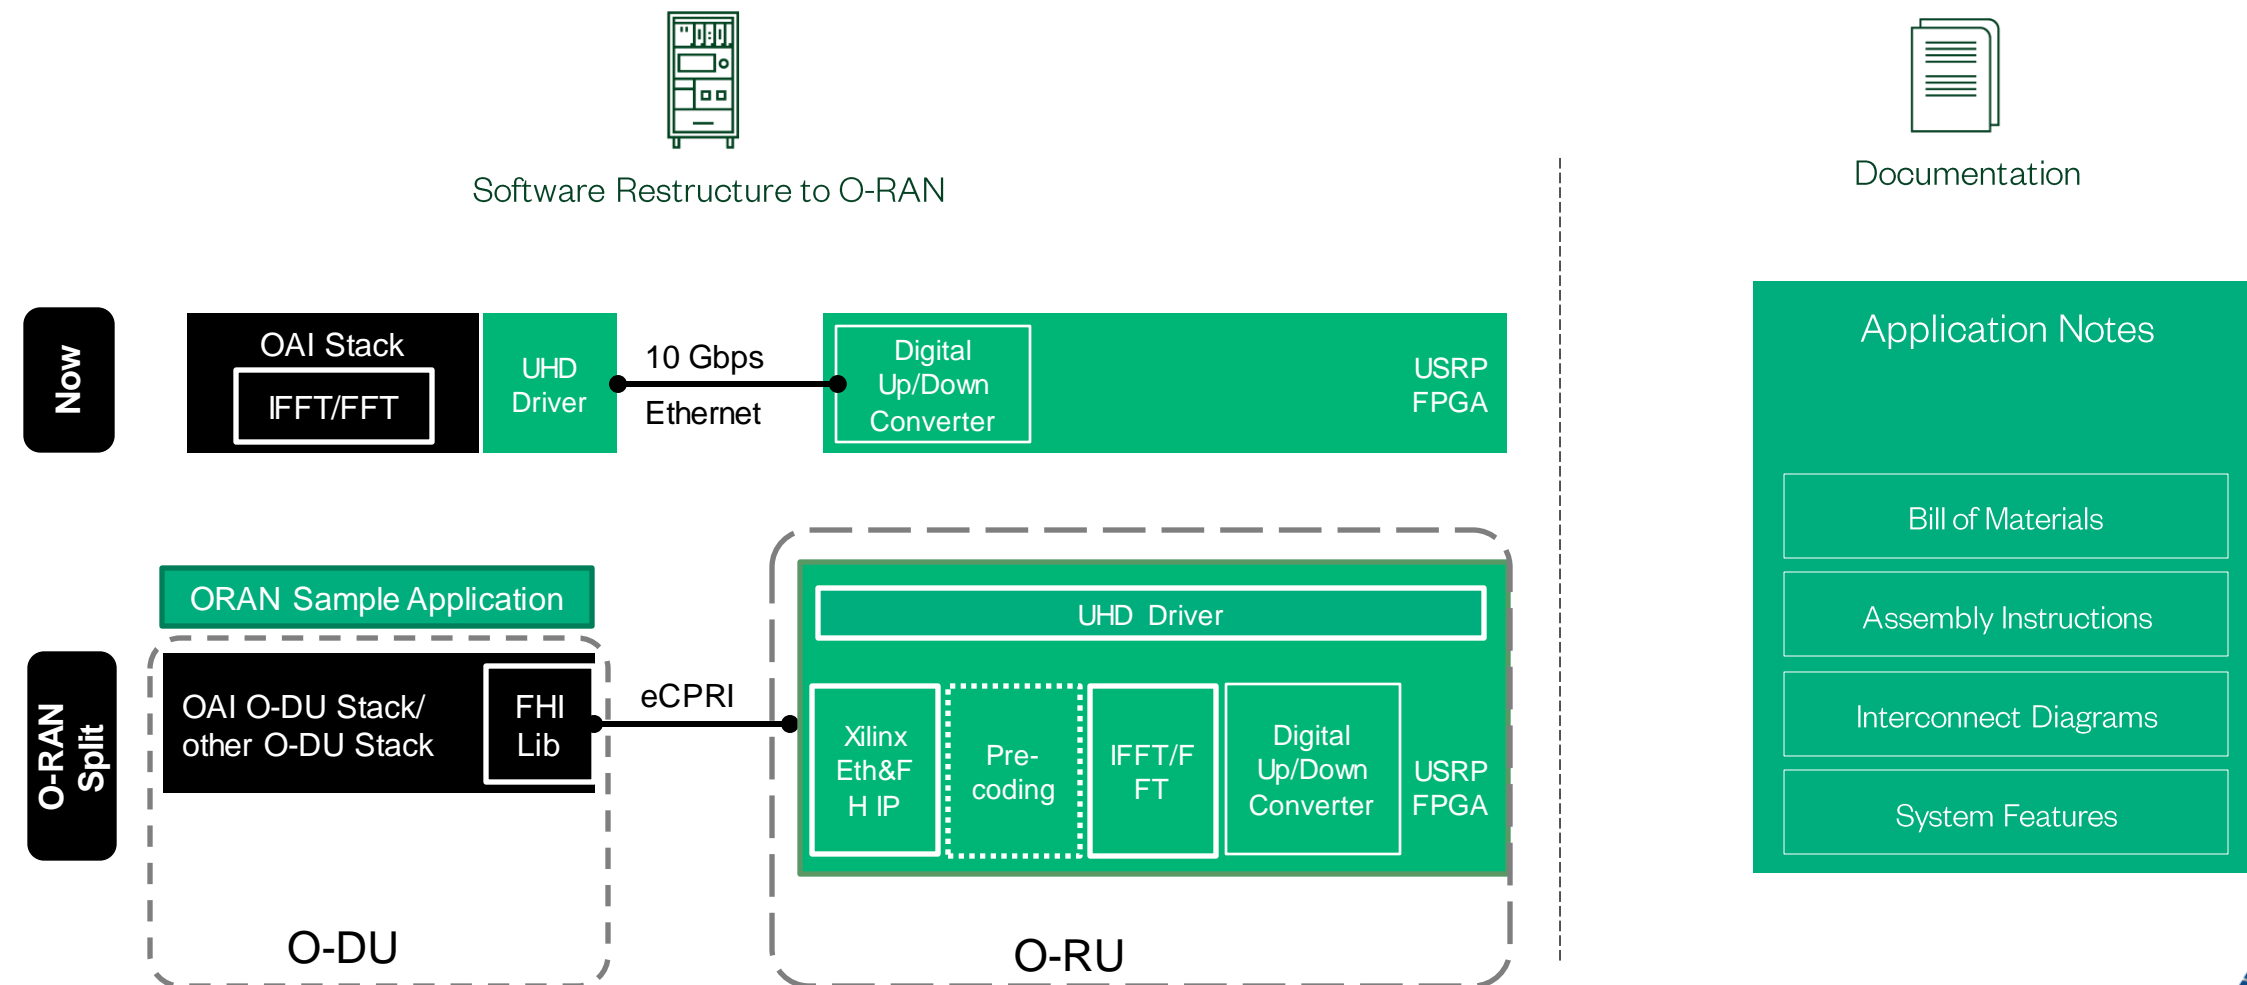 Software Restructure to O-RAN
Documentation
Now
OAI Stack
IFFT/FFT
UHD
Driver
10 Gbps
Ethernet
Digital
Up/Down
Converter
USRP
FPGA
O-RAN
Split
ORAN Sample Application
OAI O-DU Stack/
other O-DU Stack
FHI
Lib
O-DU
eCPRI
UHD Driver
Xilinx
Eth&F
H IP
Pre-
coding
IFFT/F
FT
Digital
Up/Down
Converter
USRP
FPGA
O-RU
Application Notes
Bill of Materials
Assembly Instructions
Interconnect Diagrams
System Features